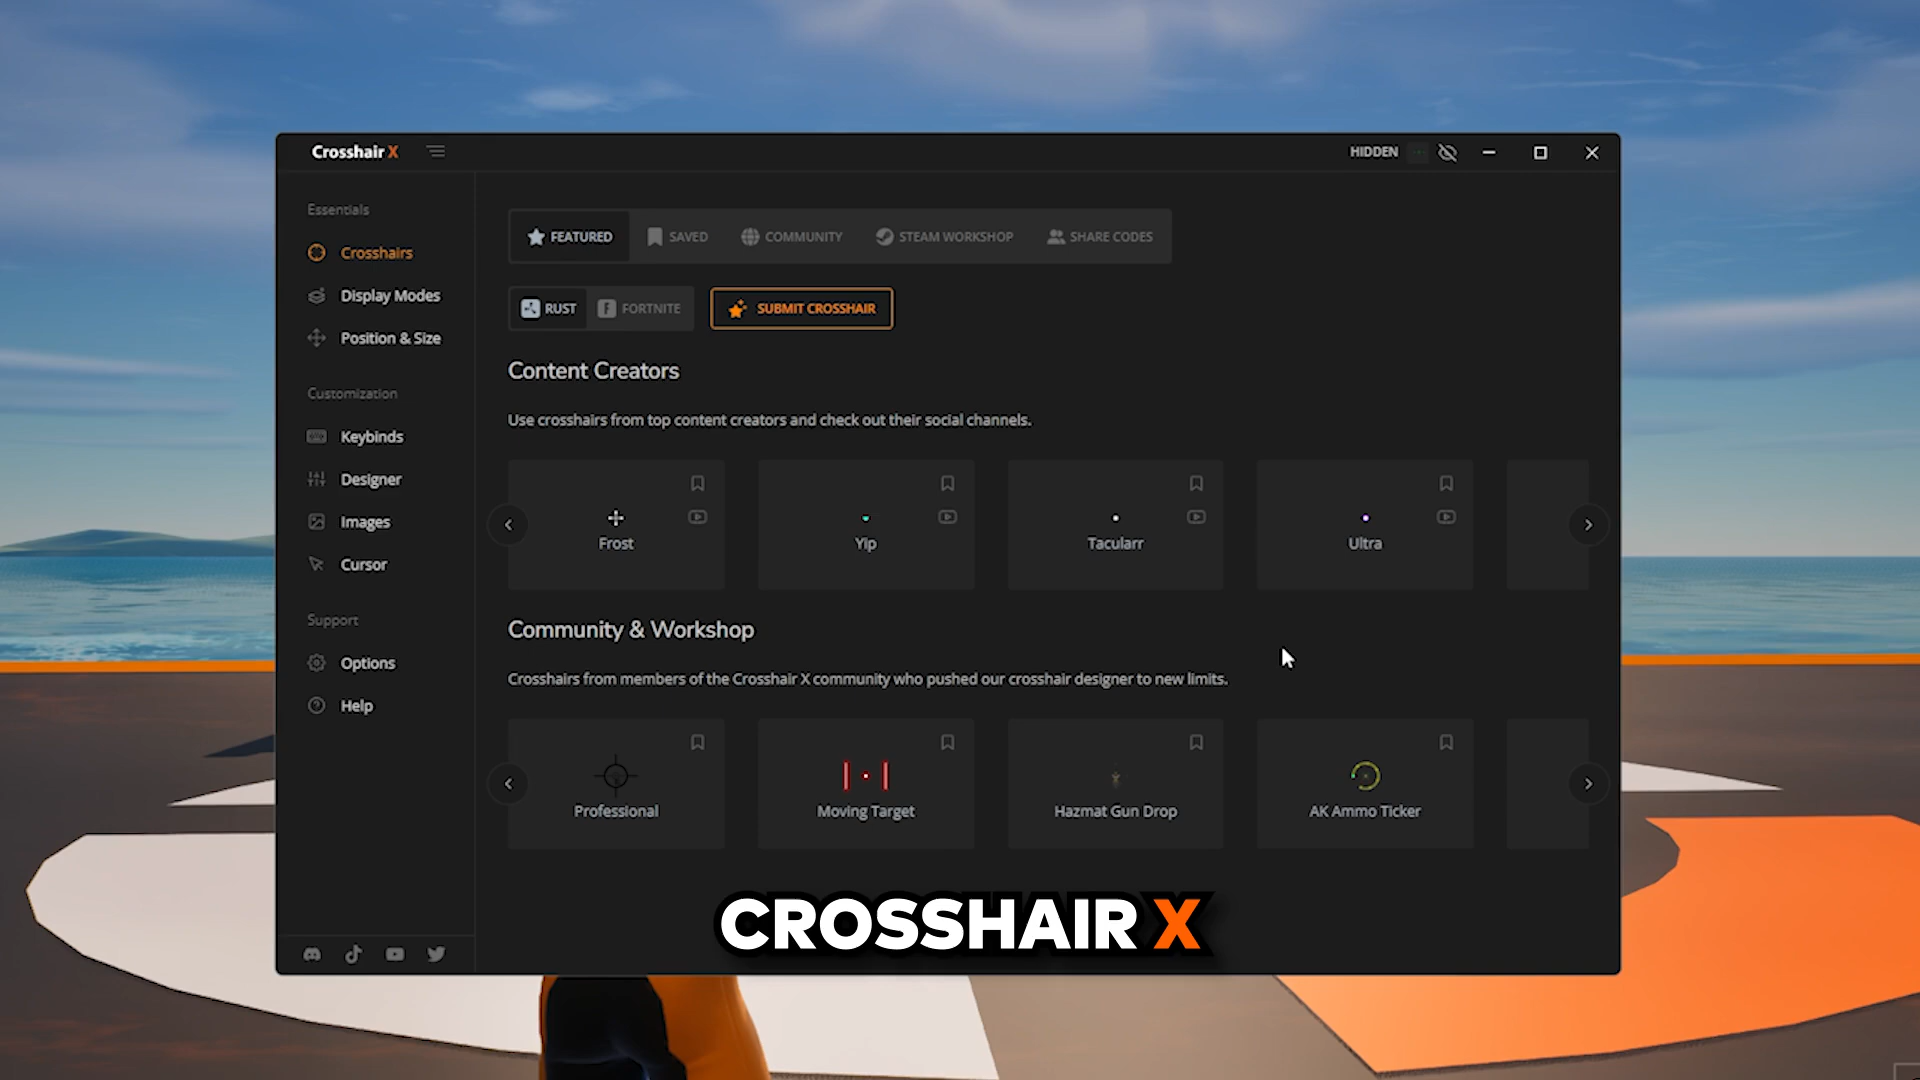 Crosshair X
HIDDEN
Essentials
Crosshairs
Display Modes
Position & Size
Customization
Keybinds
Designer
Images
Cursor
Support
Options
Help
FEATURED SAVED COMMUNITY STEAM WORKSHOP SHARE CODES
RUST FORTNITE SUBMIT CROSSHAIR
Content Creators
Use crosshairs from top content creators and check out their social channels.
Frost Yip Tacularr Ultra
Community & Workshop
Crosshairs from members of the Crosshair X community who pushed our crosshair designer to new limits.
Professional Moving Target Hazmat Gun Drop AK Ammo Ticker
CROSSHAIR X